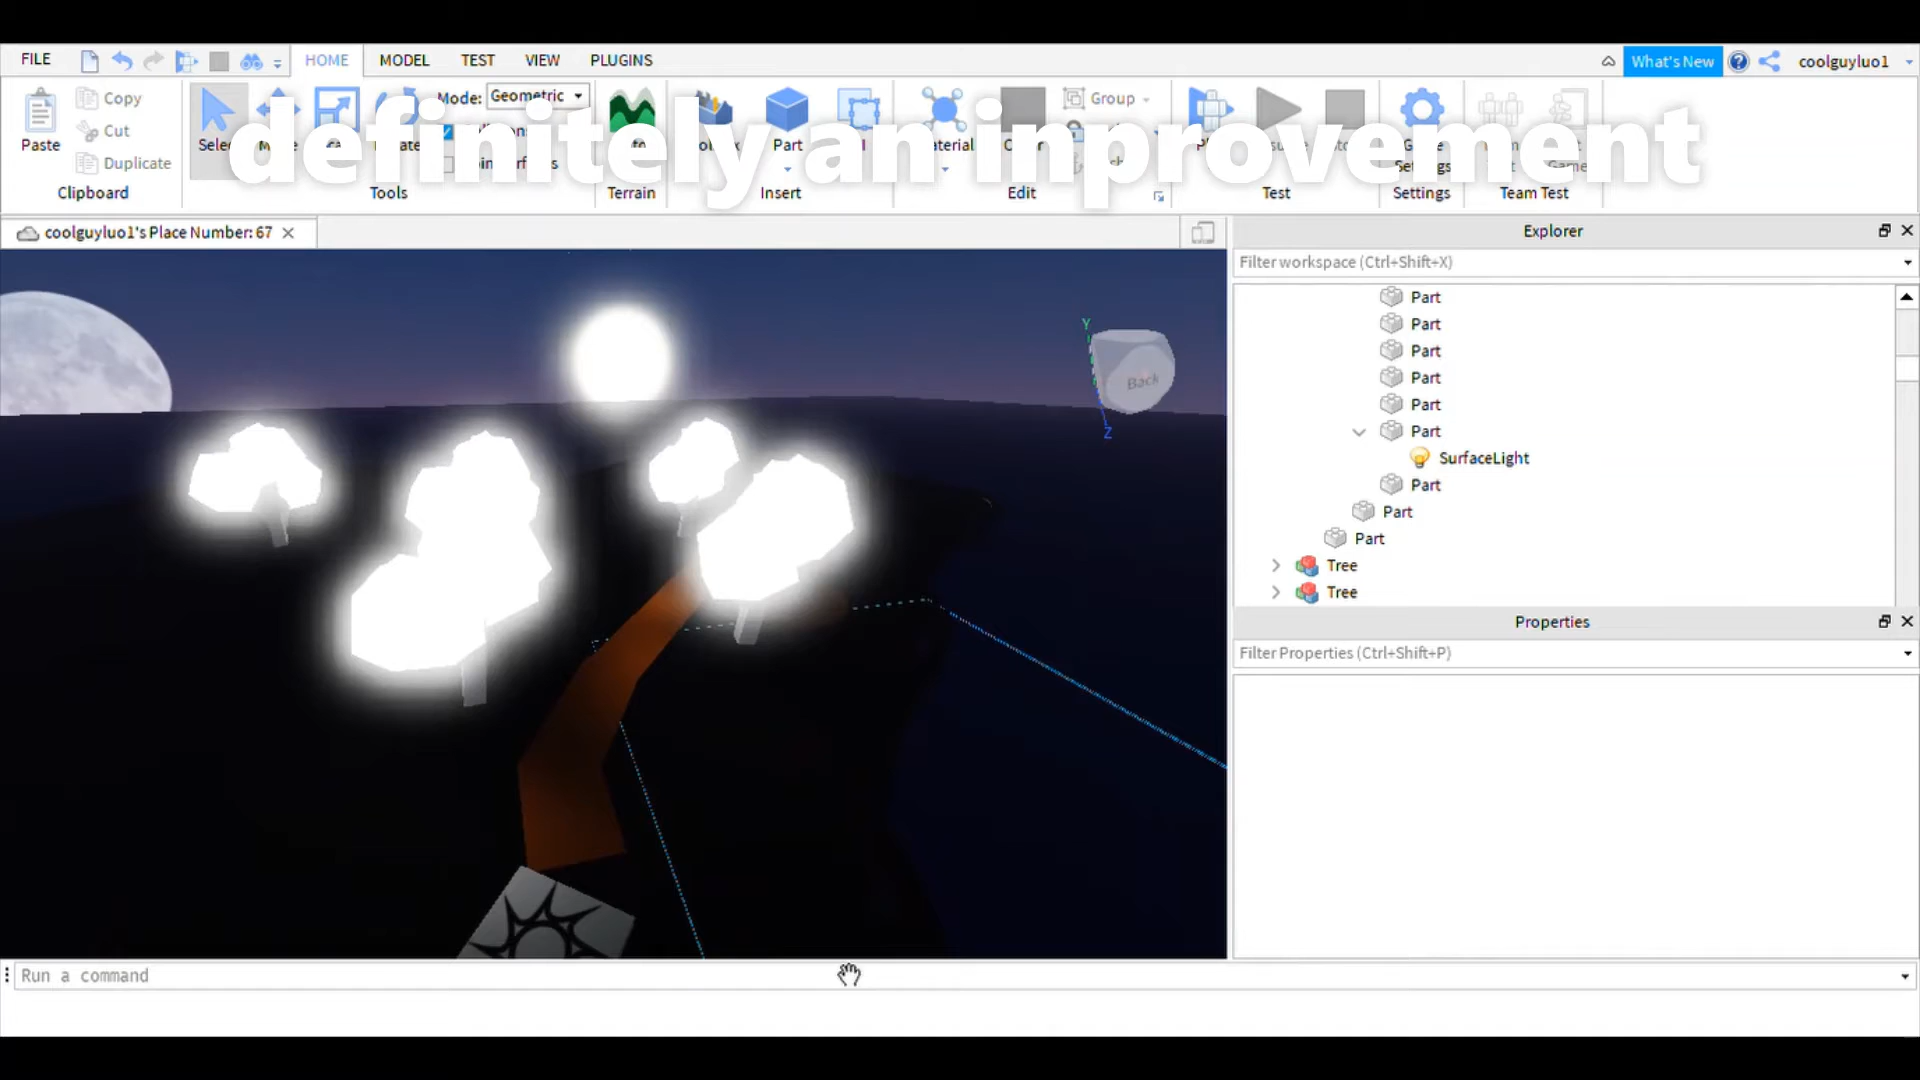 FILE HOME MODEL TEST VIEW PLUGINS What's New coolguyluo1
Copy Mode: Geometric Group
Cut
definitely an inprovement
Paste Part
Duplicate
Clipboard Tools Terrain Insert Edit Test Settings Team Test
coolguyluo1's Place Number: 67
Explorer
Filter workspace (Ctrl+Shift+X)
Part
Part
Part
Part
Part
Part
SurfaceLight
Part
Part
Part
Tree
Tree
Y
Back
Z
Properties
Filter Properties (Ctrl+Shift+P)
Run a command